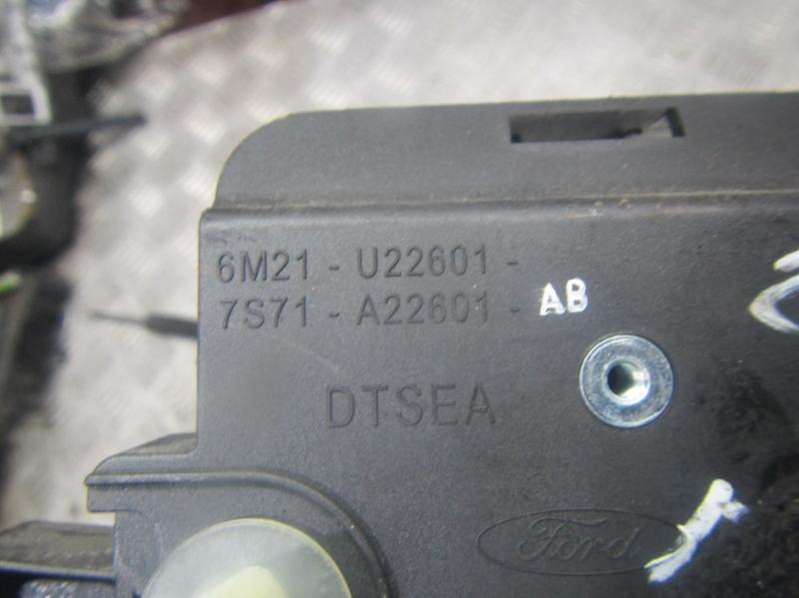 6M21 - U22601 -
7S71 - A22601 - AB
DTSEA
Ford